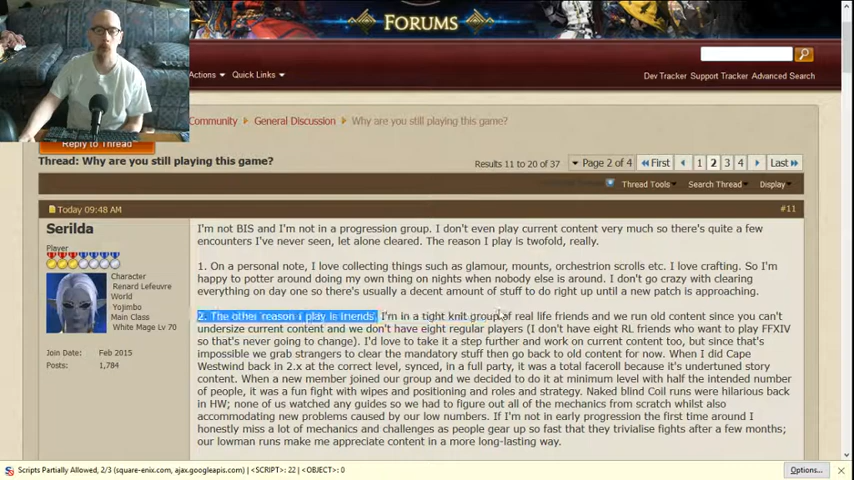 FORUMS
Actions Quick Links
Dev Tracker Support Tracker Advanced Search
Community General Discussion Why are you still playing this game?
Reply to Thread
Thread: Why are you still playing this game?
Results 11 to 20 of 37 Page 2 of 4 First 1 2 3 4 Last
Thread Tools Search Thread Display
Today 09:48 AM #11
Serilda
Player
Character
Renard Lefeuvre
World
Yojimbo
Main Class
White Mage Lv 70
Join Date: Feb 2015
Posts: 1,784
I'm not BIS and I'm not in a progression group. I don't even play current content very much so there's quite a few
encounters I've never seen, let alone cleared. The reason I play is twofold, really.
1. On a personal note, I love collecting things such as glamour, mounts, orchestrion scrolls etc. I love crafting. So I'm
happy to potter around doing my own thing on nights when nobody else is around. I don't go crazy with clearing
everything on day one so there's usually a decent amount of stuff to do right up until a new patch is approaching.
2. The other reason I play is friends. I'm in a tight knit group of real life friends and we run old content since you can't
undersize current content and we don't have eight regular players (I don't have eight RL friends who want to play FFXIV
so that's never going to change). I'd love to take it a step further and work on current content too, but since that's
impossible we grab strangers to clear the mandatory stuff then go back to old content for now. When I did Cape
Westwind back in 2.x at the correct level, synced, in a full party, it was a total faceroll because it's undertuned story
content. When a new member joined our group and we decided to do it at minimum level with half the intended number
of people, it was a fun fight with wipes and positioning and roles and strategy. Naked blind Coil runs were hilarious back
in HW; none of us watched any guides so we had to figure out all of the mechanics from scratch whilst also
accommodating new problems caused by our low numbers. If I'm not in early progression the first time around I
honestly miss a lot of mechanics and challenges as people gear up so fast that they trivialise fights after a few months;
our lowman runs make me appreciate content in a more long-lasting way.
Scripts Partially Allowed, 2/3 (square-enix.com, ajax.googleapis.com) | <SCRIPT>: 22 | <OBJECT>: 0
Options...